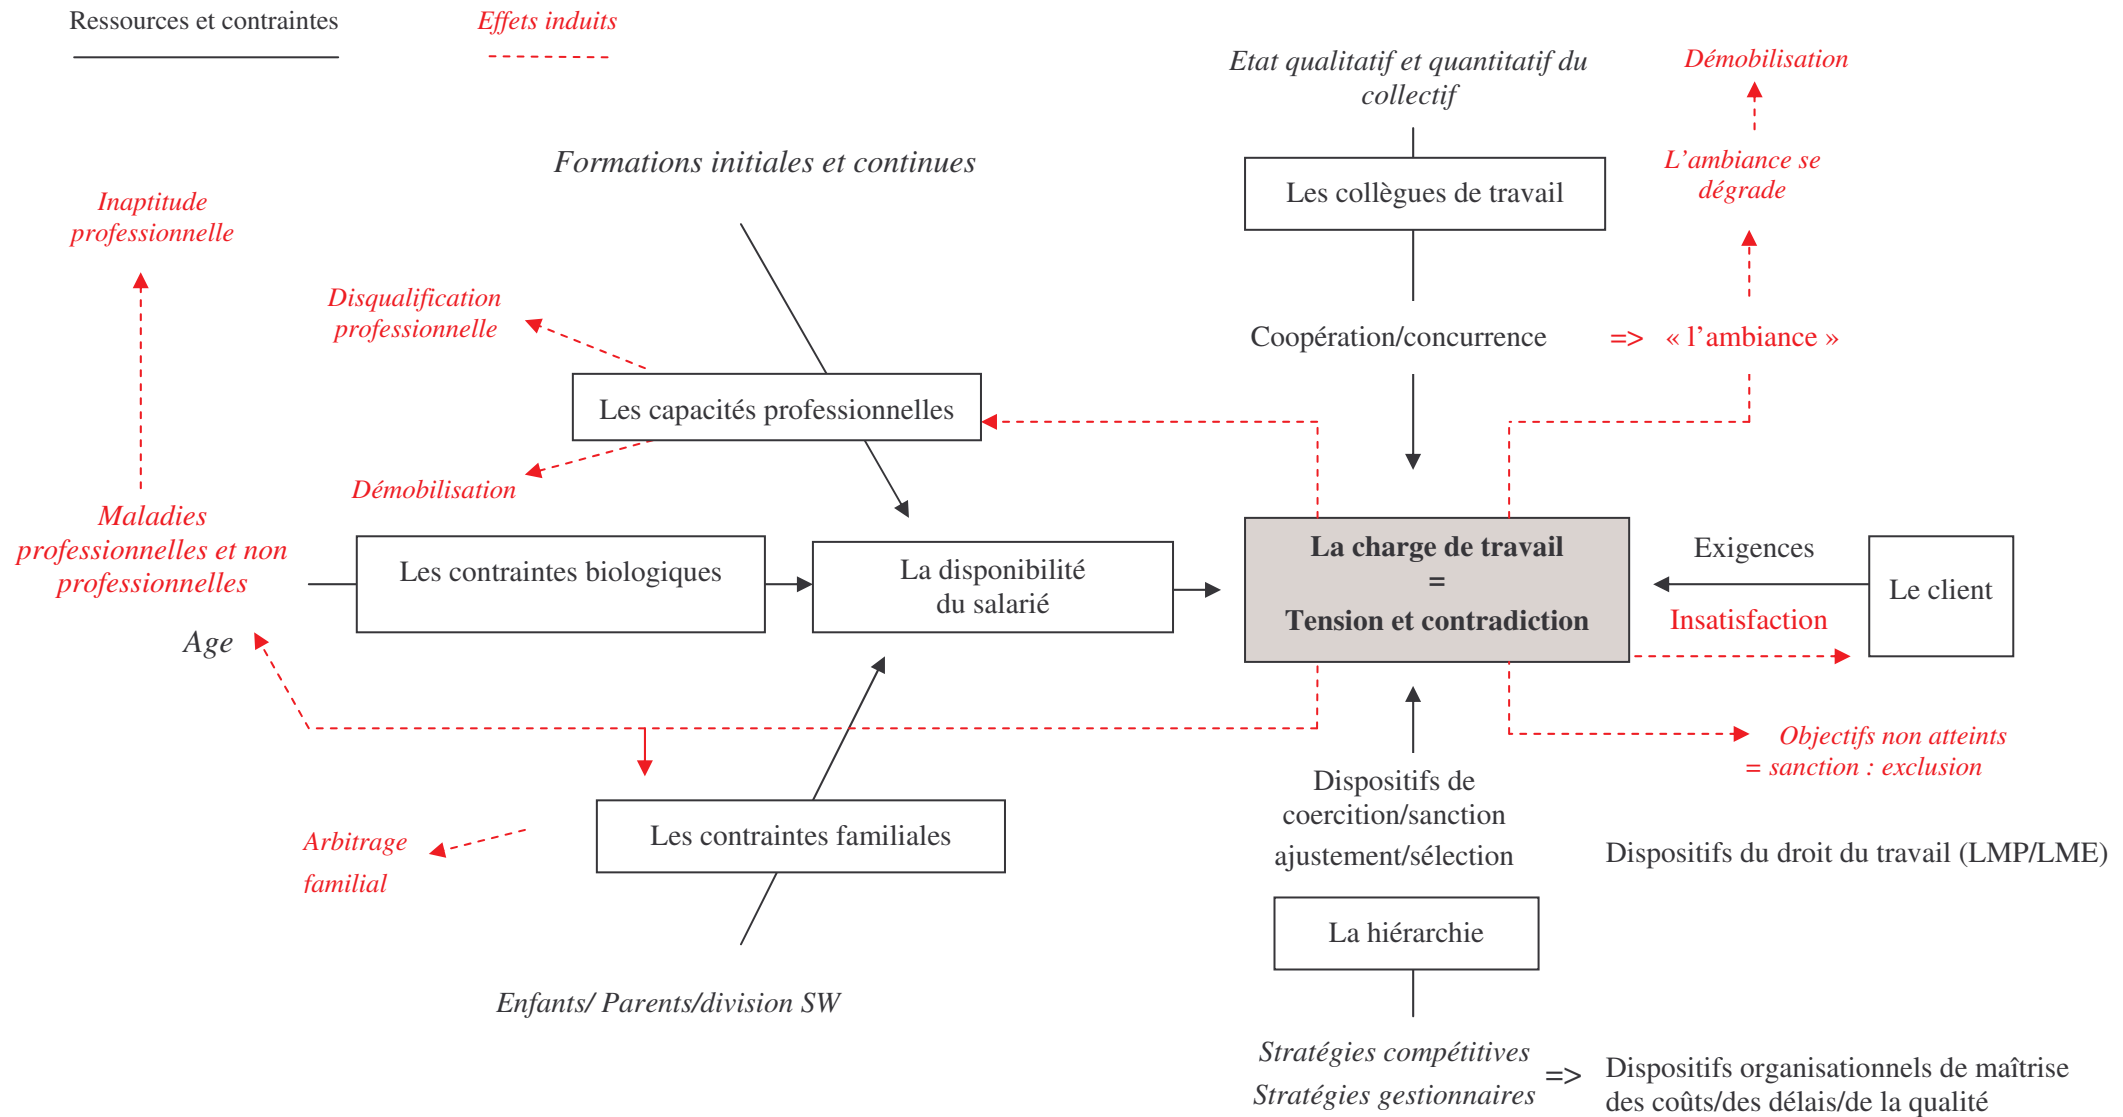 Ressources et contraintes
Effets induits
Etat qualitatif et quantitatif du
collectif
Démobilisation
Formations initiales et continues
L’ambiance se
dégrade
Les collègues de travail
Inaptitude
professionnelle
Disqualification
professionnelle
Coopération/concurrence
=> « l’ambiance »
Les capacités professionnelles
Démobilisation
Maladies
professionnelles et non
professionnelles
Age
Les contraintes biologiques
La disponibilité
du salarié
La charge de travail
=
Tension et contradiction
Exigences
Insatisfaction
Le client
Objectifs non atteints
= sanction : exclusion
Arbitrage
familial
Les contraintes familiales
Dispositifs de
coercition/sanction
ajustement/sélection
Dispositifs du droit du travail (LMP/LME)
La hiérarchie
Enfants/ Parents/division SW
Stratégies compétitives
Stratégies gestionnaires
=>
Dispositifs organisationnels de maîtrise
des coûts/des délais/de la qualité